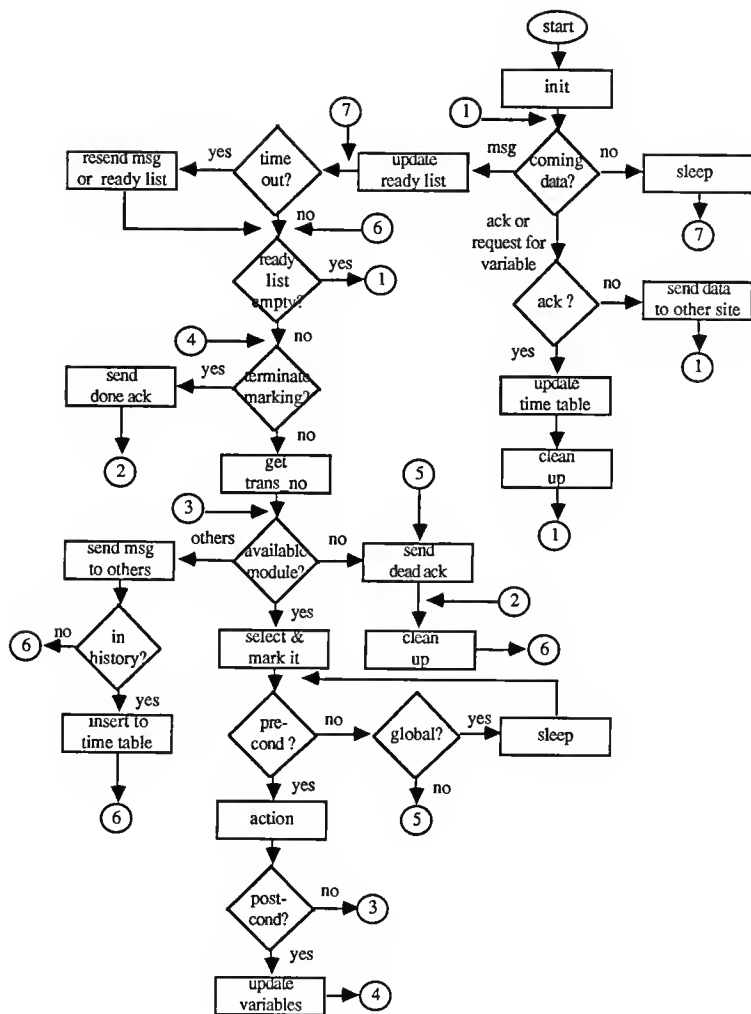 start
init
1
7
coming
data?
msg
no
update
ready list
sleep
7
time
out?
yes
resend msg
or ready list
no
6
ack or
request for
variable
ready
list
empty?
yes
1
ack ?
no
send data
to other site
1
yes
update
time table
clean
up
1
no
4
terminate
marking?
yes
send
done ack
2
no
get
trans_no
3
5
available
module?
others
send msg
to others
no
send
dead ack
2
clean
up
6
in
history?
no
6
yes
insert to
time table
6
yes
select &
mark it
pre-
cond ?
no
global?
yes
sleep
no
5
yes
action
post-
cond?
no
3
yes
update
variables
4